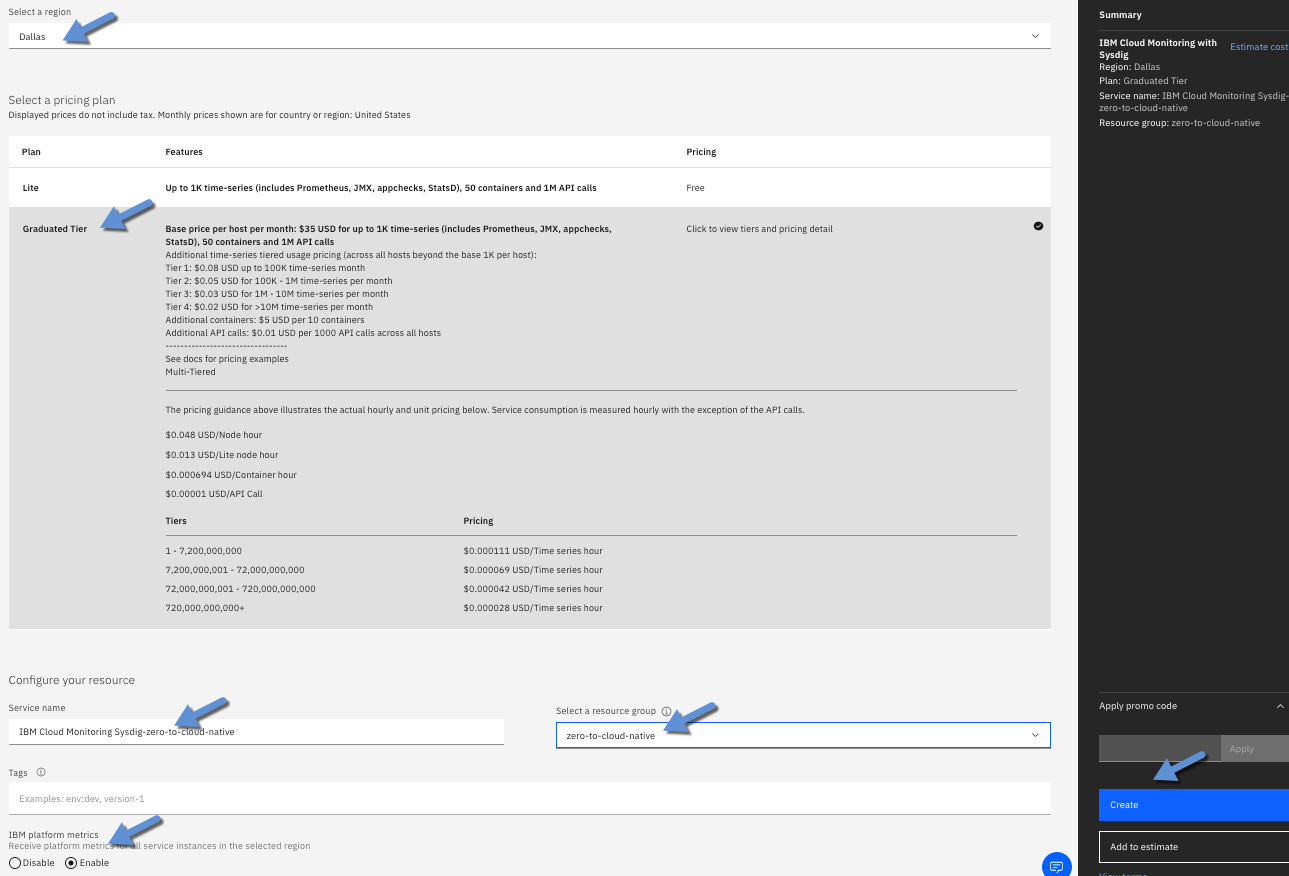 Select a region
Dallas
Select a pricing plan
Displayed prices do not include tax. Monthly prices shown are for country or region: United States
Plan Features Pricing
Lite Up to 1K time-series (includes Prometheus, JMX, appchecks, StatsD), 50 containers and 1M API calls Free
Graduated Tier Base price per host per month: $35 USD for up to 1K time-series (includes Prometheus, JMX, appchecks, Click to view tiers and pricing detail
StatsD), 50 containers and 1M API calls
Additional time-series tiered usage pricing (across all hosts beyond the base 1K per host):
Tier 1: $0.08 USD up to 100K time-series month
Tier 2: $0.05 USD for 100K - 1M time-series per month
Tier 3: $0.03 USD for 1M - 10M time-series per month
Tier 4: $0.02 USD for >10M time-series per month
Additional containers: $5 USD per 10 containers
Additional API calls: $0.01 USD per 1000 API calls across all hosts
---------------------------------
See docs for pricing examples
Multi-Tiered
The pricing guidance above illustrates the actual hourly and unit pricing below. Service consumption is measured hourly with the exception of the API calls.
$0.048 USD/Node hour
$0.013 USD/Lite node hour
$0.000694 USD/Container hour
$0.00001 USD/API Call
Tiers Pricing
1 - 7,200,000,000 $0.000111 USD/Time series hour
7,200,000,001 - 72,000,000,000 $0.000069 USD/Time series hour
72,000,000,001 - 720,000,000,000 $0.000042 USD/Time series hour
720,000,000,000+ $0.000028 USD/Time series hour
Configure your resource
Service name
IBM Cloud Monitoring Sysdig-zero-to-cloud-native
Select a resource group
zero-to-cloud-native
Tags
Examples: env:dev, version-1
IBM platform metrics
Receive platform metrics for all service instances in the selected region
Disable Enable
Summary
IBM Cloud Monitoring with Estimate cost
Sysdig
Region: Dallas
Plan: Graduated Tier
Service name: IBM Cloud Monitoring Sysdig-
zero-to-cloud-native
Resource group: zero-to-cloud-native
Apply promo code
Apply
Create
Add to estimate
View terms